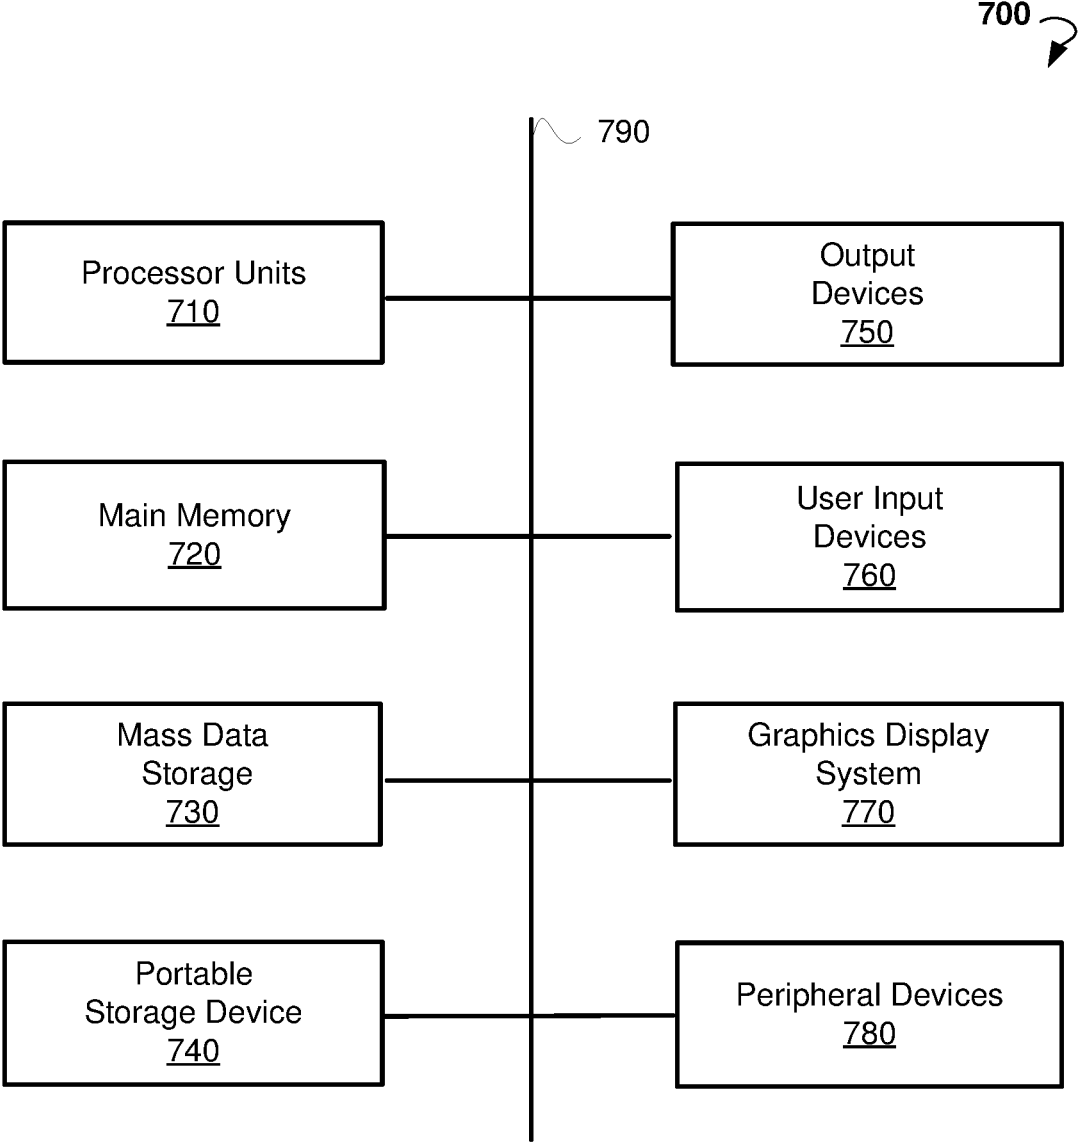 700
790
Processor Units
710
Output
Devices
750
Main Memory
720
User Input
Devices
760
Mass Data
Storage
730
Graphics Display
System
770
Portable
Storage Device
740
Peripheral Devices
780